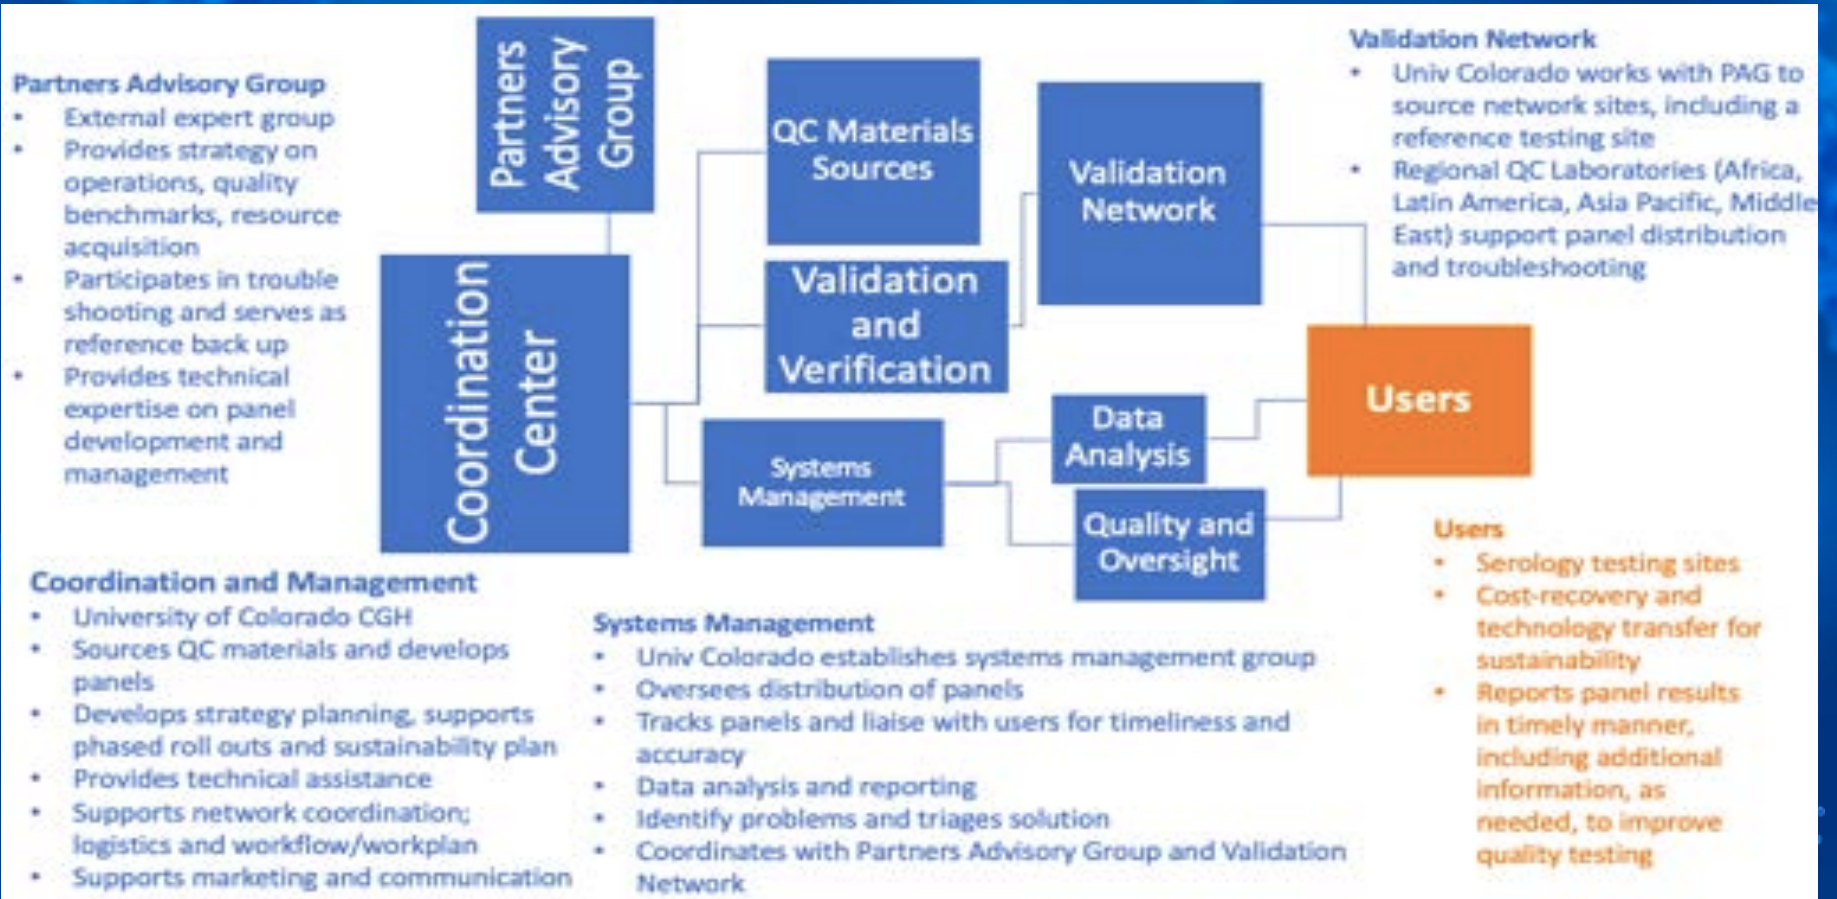 Partners Advisory Group
• External expert group
• Provides strategy on
operations, quality
benchmarks, resource
acquisition
• Participates in trouble
shooting and serves as
reference back up
• Provides technical
expertise on panel
development and
management
Partners
Advisory
Group
Coordination
Center
QC Materials
Sources
Validation
and
Verification
Systems
Management
Validation
Network
Data
Analysis
Quality and
Oversight
Users
Validation Network
• Univ Colorado works with PAG to
source network sites, including a
reference testing site
• Regional QC Laboratories (Africa,
Latin America, Asia Pacific, Middle
East) support panel distribution
and troubleshooting
Coordination and Management
• University of Colorado CGH
• Sources QC materials and develops
panels
• Develops strategy planning, supports
phased roll outs and sustainability plan
• Provides technical assistance
• Supports network coordination;
logistics and workflow/workplan
• Supports marketing and communication
Systems Management
• Univ Colorado establishes systems management group
• Oversees distribution of panels
• Tracks panels and liaise with users for timeliness and
accuracy
• Data analysis and reporting
• Identify problems and triages solution
• Coordinates with Partners Advisory Group and Validation
Network
Users
• Serology testing sites
• Cost-recovery and
technology transfer for
sustainability
• Reports panel results
in timely manner,
including additional
information, as
needed, to improve
quality testing